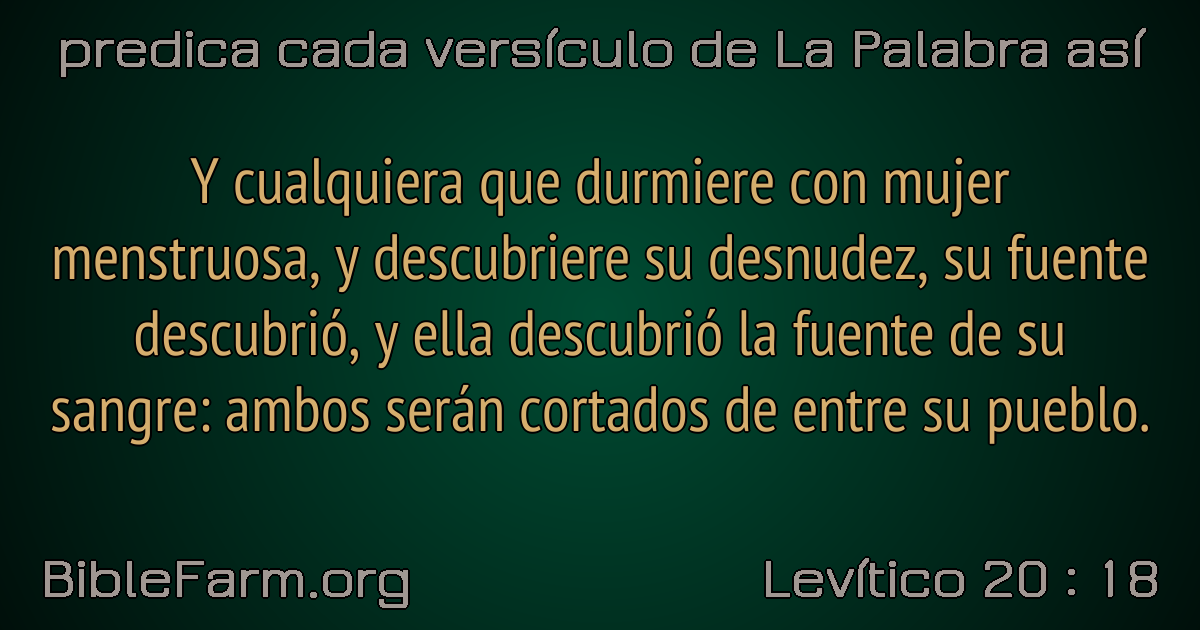 predica cada versículo de La Palabra así
Y cualquiera que durmiere con mujer
menstruosa, y descubriere su desnudez, su fuente
descubrió, y ella descubrió la fuente de su
sangre: ambos serán cortados de entre su pueblo.
BibleFarm.org
Levítico 20 : 18